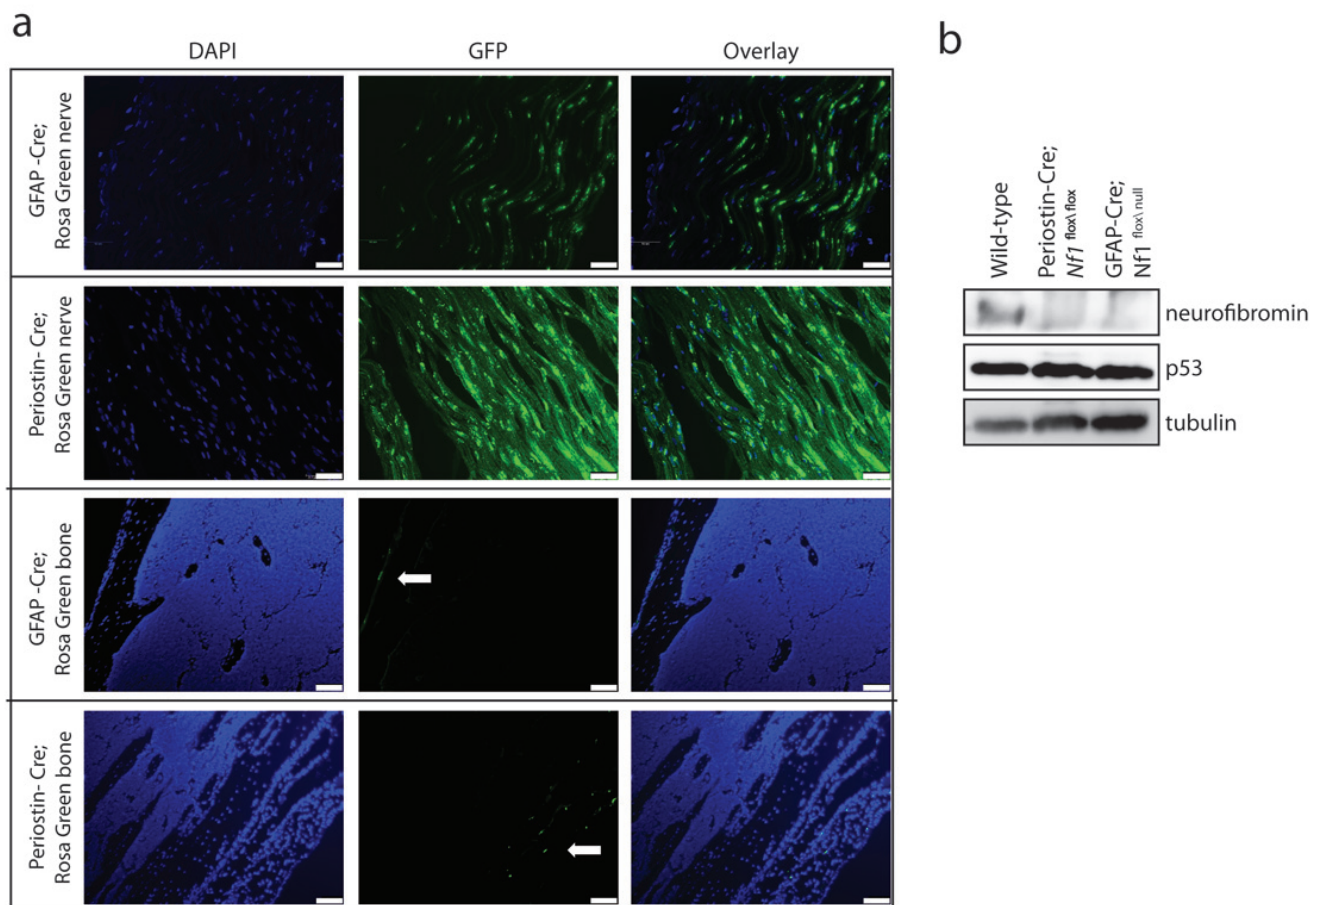 a
DAPI GFP Overlay
GFAP -Cre;
Rosa Green nerve
Periostin- Cre;
Rosa Green nerve
GFAP -Cre;
Rosa Green bone
Periostin- Cre;
Rosa Green bone
b
Wild-type
Periostin-Cre;
Nf1 flox\flox
GFAP-Cre;
Nf1 flox\ null
neurofibromin
p53
tubulin